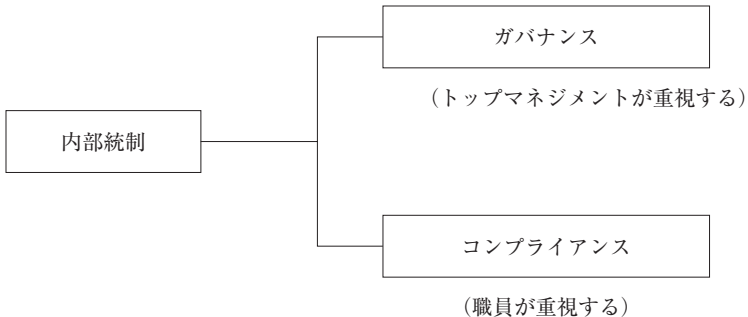 ガバナンス
（トップマネジメントが重視する）
内部統制
コンプライアンス
（職員が重視する）